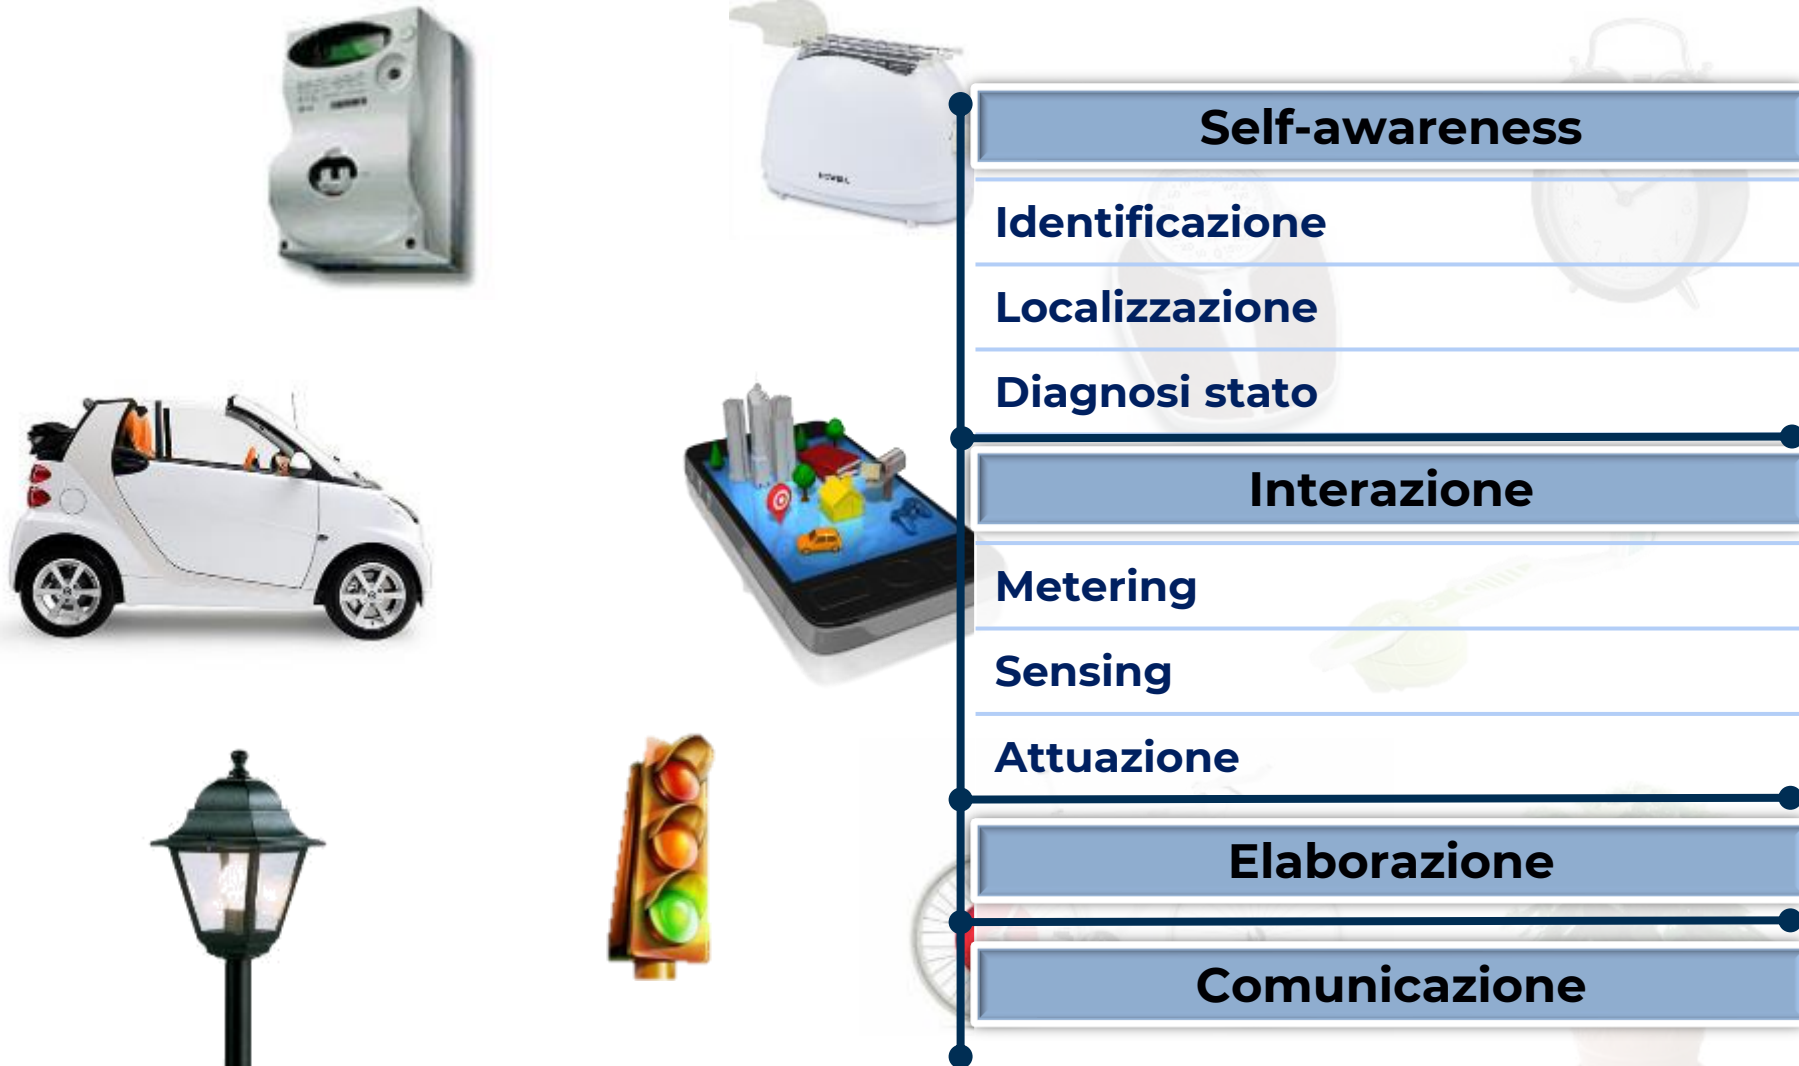 Self-awareness
Identificazione
Localizzazione
Diagnosi stato
Interazione
Metering
Sensing
Attuazione
Elaborazione
Comunicazione